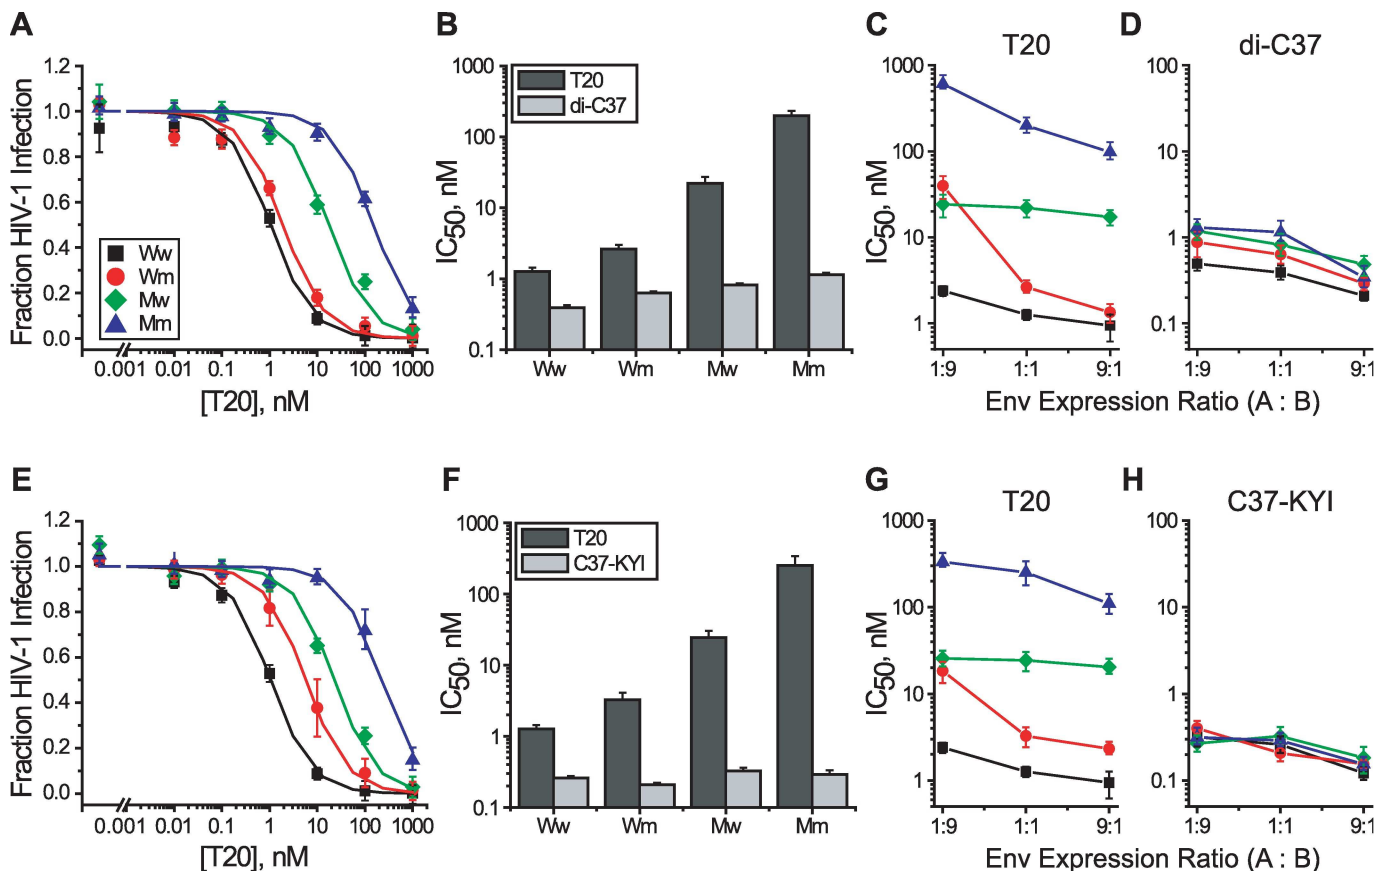 A
Fraction HIV-1 Infection
1.2
1.0
0.8
0.6
0.4
0.2
0.0
Ww
Wm
Mw
Mm
0.001 0.01 0.1 1 10 100 1000
[T20], nM
B
IC50, nM
1000
100
10
1
0.1
T20
di-C37
Ww Wm Mw Mm
C
T20
IC50, nM
1000
100
10
1
1:9 1:1 9:1
D
di-C37
100
10
1
0.1
1:9 1:1 9:1
Env Expression Ratio (A : B)
E
Fraction HIV-1 Infection
1.2
1.0
0.8
0.6
0.4
0.2
0.0
0.001 0.01 0.1 1 10 100 1000
[T20], nM
F
IC50, nM
1000
100
10
1
0.1
T20
C37-KYI
Ww Wm Mw Mm
G
T20
IC50, nM
1000
100
10
1
1:9 1:1 9:1
H
C37-KYI
100
10
1
0.1
1:9 1:1 9:1
Env Expression Ratio (A : B)